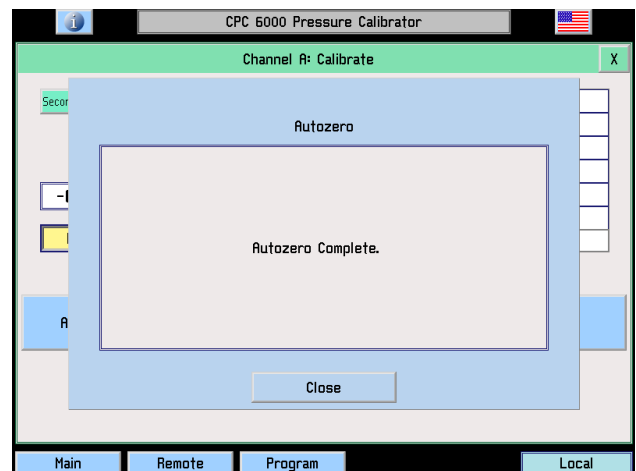 CPC 6000 Pressure Calibrator
Channel A: Calibrate
X
Autozero
Autozero Complete.
Close
Main
Remote
Program
Local